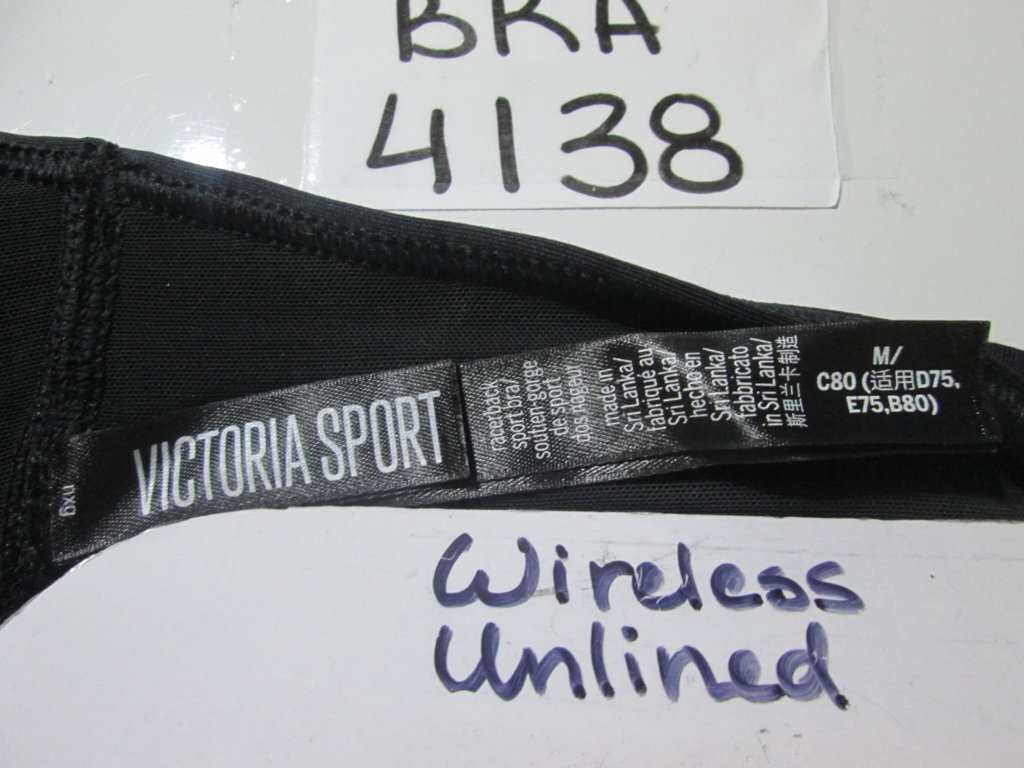 BRA
4138
VICTORIA SPORT
racerback
sport bra/
soutien-gorge
de sport
dos nageur
made in
Sri Lanka/
fabriqué au
Sri Lanka/
hecho en
Sri Lanka/
fabricato
in Sri Lanka/
斯里兰卡制造
M/
C80 (适用D75,
E75,B80)
Wireless
Unlined